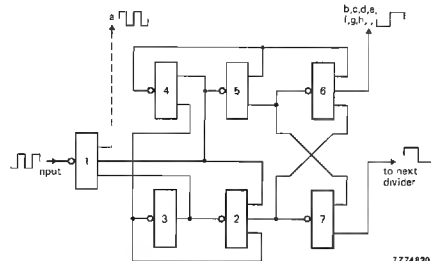 a
b,c,d,e,
f,g,h,,
4
5
6
1
input
to next
divider
3
2
7
7Z74820